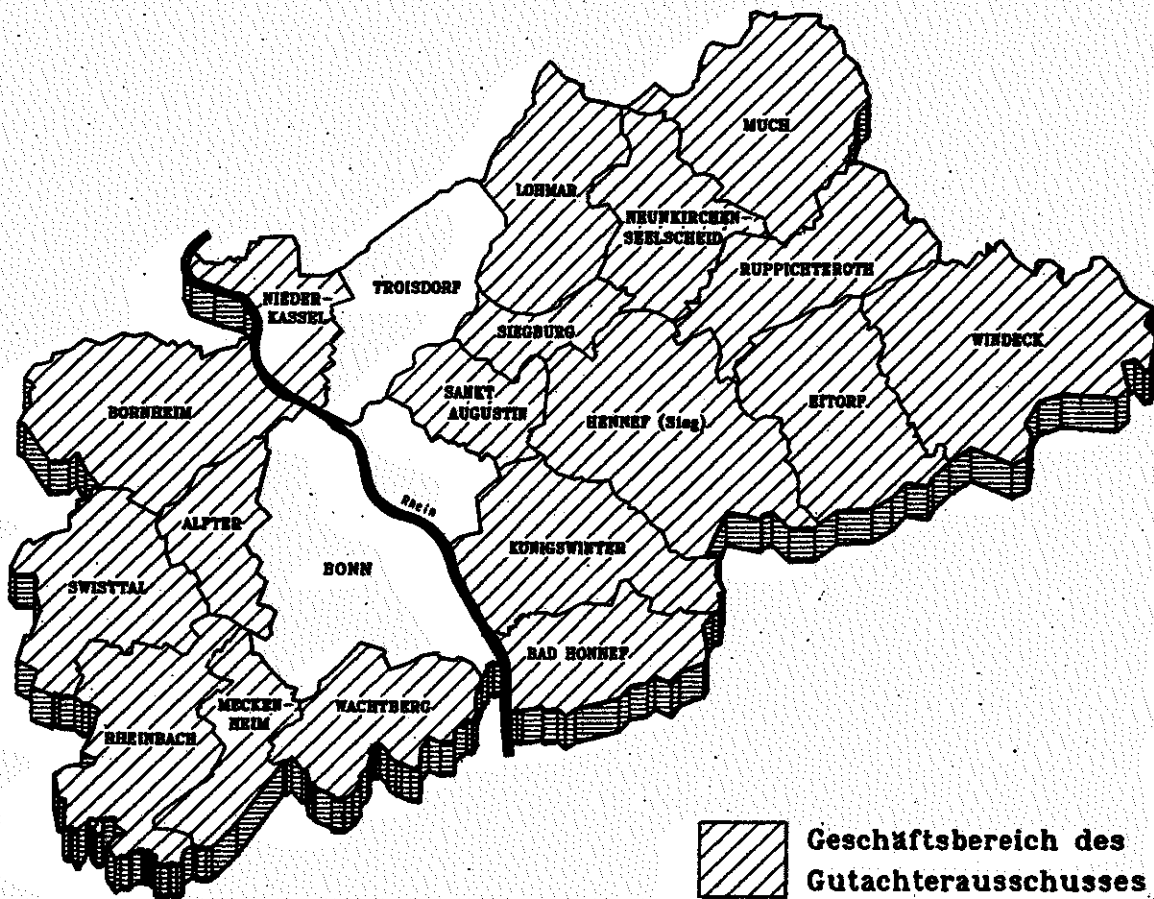 MUCH
LOHMAR
NEUNKIRCHEN-
SEELSCHEID
RUPPICHTEROTH
TROISDORF
NIEDER-
KASSEL
SIEGBURG
WINDECK
SANKT
AUGUSTIN
BORNHEIM
HENNEF (Sieg)
EITORF
Rhein
ALFTER
KÖNIGSWINTER
BONN
SWISTTAL
BAD HONNEF
MECKEN-
HEIM
WACHTBERG
RHEINBACH
Geschäftsbereich des
Gutachterausschusses